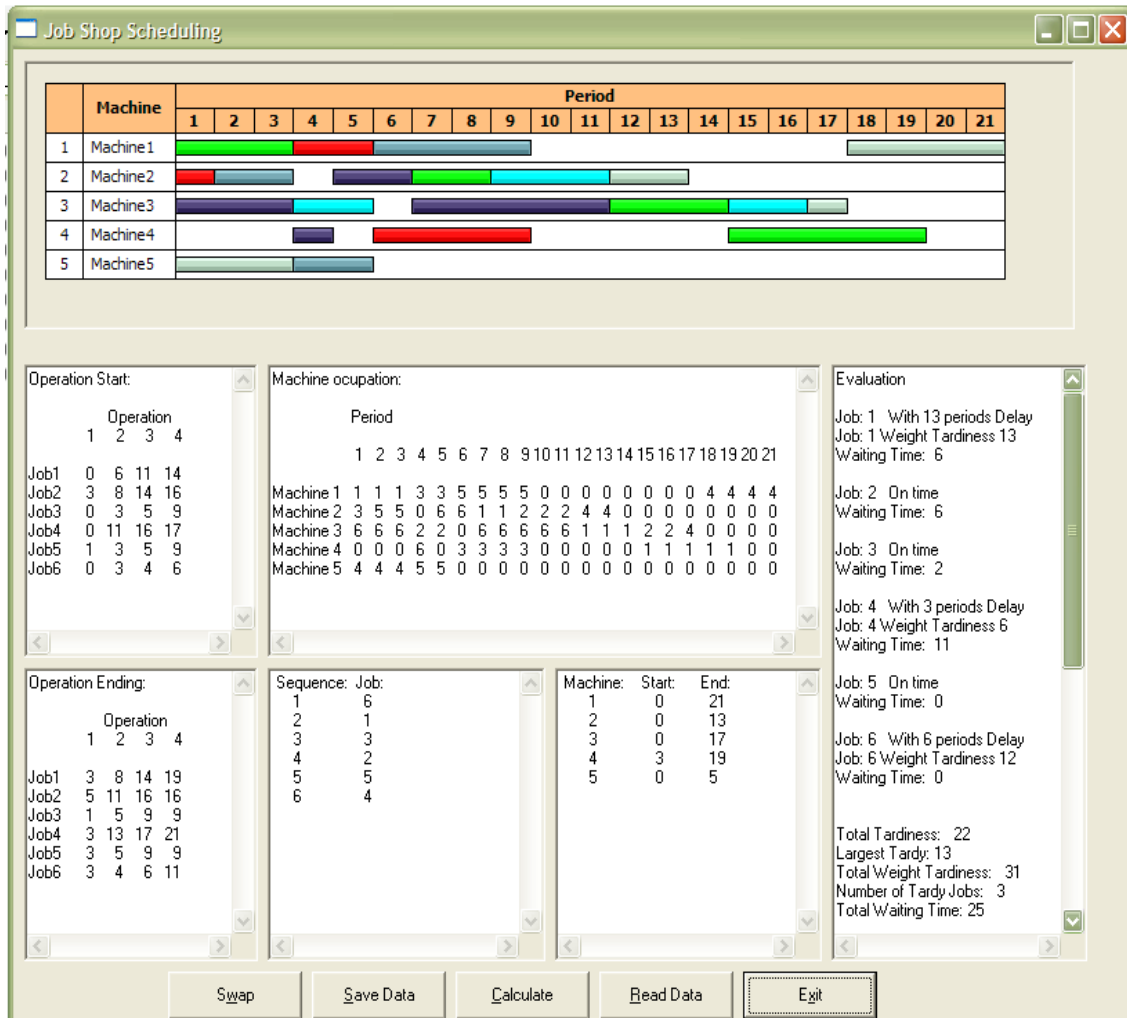 Job Shop Scheduling
Machine Period
1 2 3 4 5 6 7 8 9 10 11 12 13 14 15 16 17 18 19 20 21
1 Machine1
2 Machine2
3 Machine3
4 Machine4
5 Machine5
Operation Start:
Operation
1 2 3 4
Job1 0 6 11 14
Job2 3 8 14 16
Job3 0 3 5 9
Job4 0 11 16 17
Job5 1 3 5 9
Job6 0 3 4 6
Machine ocupation:
Period
1 2 3 4 5 6 7 8 9 10 11 12 13 14 15 16 17 18 19 20 21
Machine 1 1 1 1 3 3 5 5 5 5 0 0 0 0 0 0 0 0 4 4 4 4
Machine 2 3 5 5 0 6 6 1 1 2 2 2 4 4 0 0 0 0 0 0 0 0
Machine 3 6 6 6 2 2 0 6 6 6 6 6 1 1 1 2 2 4 0 0 0 0
Machine 4 0 0 0 6 0 3 3 3 3 0 0 0 0 0 1 1 1 1 1 0 0
Machine 5 4 4 4 5 5 0 0 0 0 0 0 0 0 0 0 0 0 0 0 0 0
Evaluation
Job: 1 With 13 periods Delay
Job: 1 Weight Tardiness 13
Waiting Time: 6
Job: 2 On time
Waiting Time: 6
Job: 3 On time
Waiting Time: 2
Job: 4 With 3 periods Delay
Job: 4 Weight Tardiness 6
Waiting Time: 11
Job: 5 On time
Waiting Time: 0
Job: 6 With 6 periods Delay
Job: 6 Weight Tardiness 12
Waiting Time: 0
Total Tardiness: 22
Largest Tardy: 13
Total Weight Tardiness: 31
Number of Tardy Jobs: 3
Total Waiting Time: 25
Operation Ending:
Operation
1 2 3 4
Job1 3 8 14 19
Job2 5 11 16 16
Job3 1 5 9 9
Job4 3 13 17 21
Job5 3 5 9 9
Job6 3 4 6 11
Sequence: Job:
1 6
2 1
3 3
4 2
5 5
6 4
Machine: Start: End:
1 0 21
2 0 13
3 0 17
4 3 19
5 0 5
Swap
Save Data
Calculate
Read Data
Exit